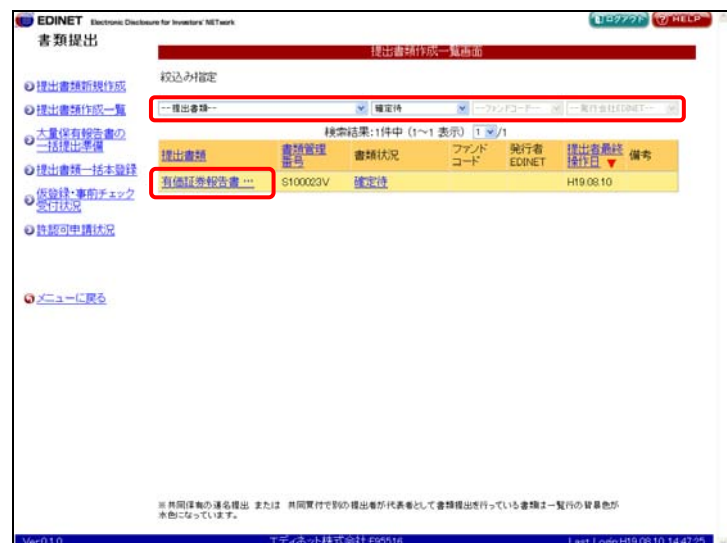 EDINET Electronic Disclosure for Investors' NETwork
ログアウト
HELP
書類提出
提出書類作成一覧画面
提出書類新規作成
提出書類作成一覧
大量保有報告書の
一括提出準備
提出書類一括本登録
仮登録・事前チェック
受付状況
許認可申請状況
メニューに戻る
絞込み指定
--提出書類--
確定待
--ファンドコード--
--発行会社EDINET--
検索結果:1件中 (1~1 表示) 1 /1
提出書類
書類管理
番号
書類状況
ファンド
コード
発行者
EDINET
提出者最終
操作日 ▼
備考
有価証券報告書 … S100023V 確定待 H19.08.10
※共同保有の連名提出 または 共同買付で別の提出者が代表者として書類提出を行っている書類は一覧行の背景色が
水色になっています。
Ver.0.1.0 エディネット株式会社 E95516 Last Login:H19.08.10 14:47:25